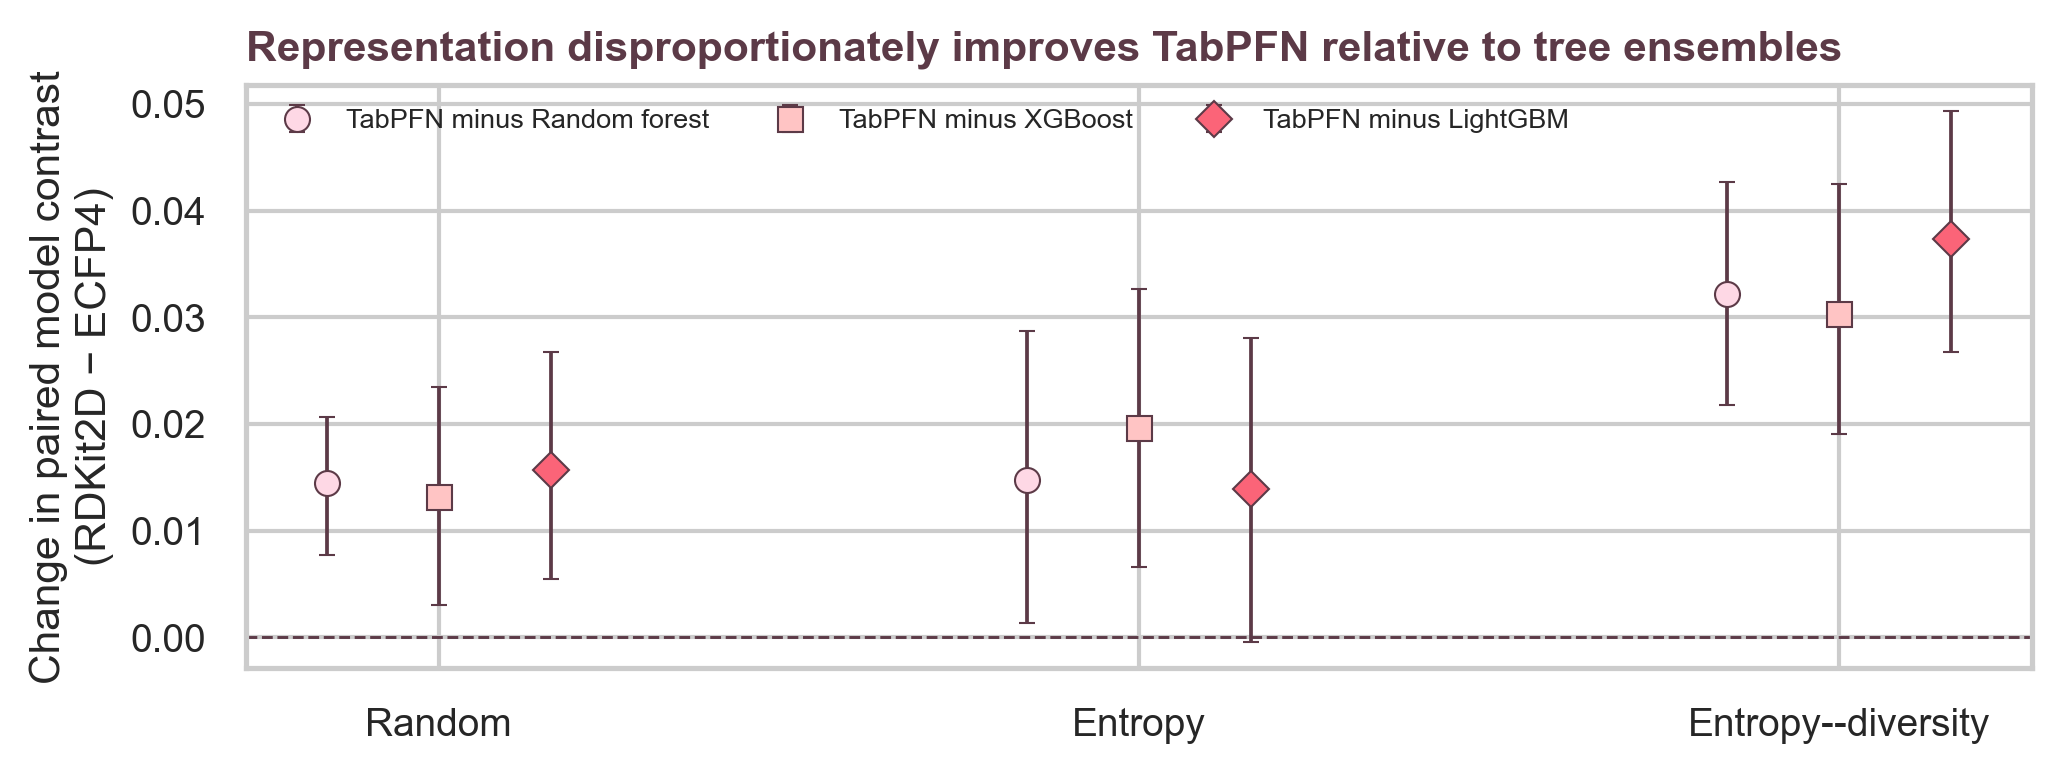 Representation disproportionately improves TabPFN relative to tree ensembles
Change in paired model contrast
(RDKit2D − ECFP4)
0.05
0.04
0.03
0.02
0.01
0.00
TabPFN minus Random forest
TabPFN minus XGBoost
TabPFN minus LightGBM
Random
Entropy
Entropy--diversity